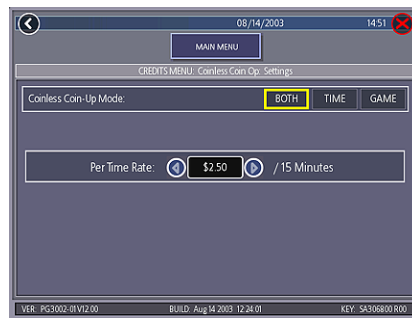 08/14/2003 14:51
MAIN MENU
CREDITS MENU: Coinless Coin Op: Settings
Coinless Coin-Up Mode: BOTH TIME GAME
Per Time Rate: $2.50 / 15 Minutes
VER: PG3002-01V12.00 BUILD: Aug 14 2003 12:24:01 KEY: SA306800 R00